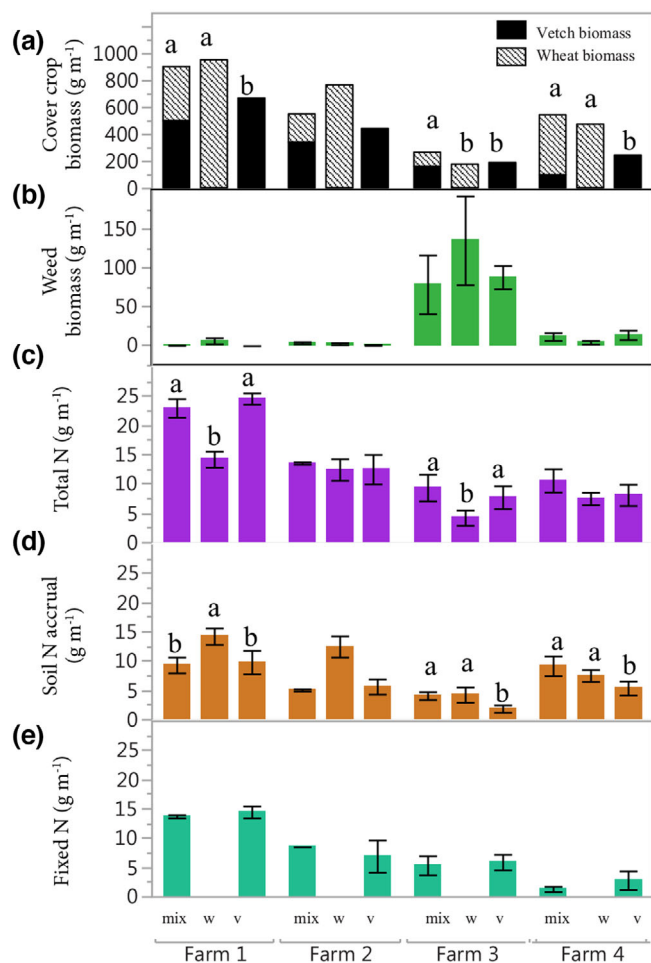 (a)
Cover crop
biomass (g m⁻¹)
1000
800
600
400
200
0
a a b
a b b
a a b
Vetch biomass
Wheat biomass
(b)
Weed
biomass (g m⁻¹)
150
100
50
0
(c)
Total N (g m⁻¹)
25
20
15
10
5
0
a b a
a b a
(d)
Soil N accrual
(g m⁻¹)
25
20
15
10
5
0
b a b
a a b
a a b
(e)
Fixed N (g m⁻¹)
25
20
15
10
5
0
mix w v mix w v mix w v mix w v
Farm 1 Farm 2 Farm 3 Farm 4